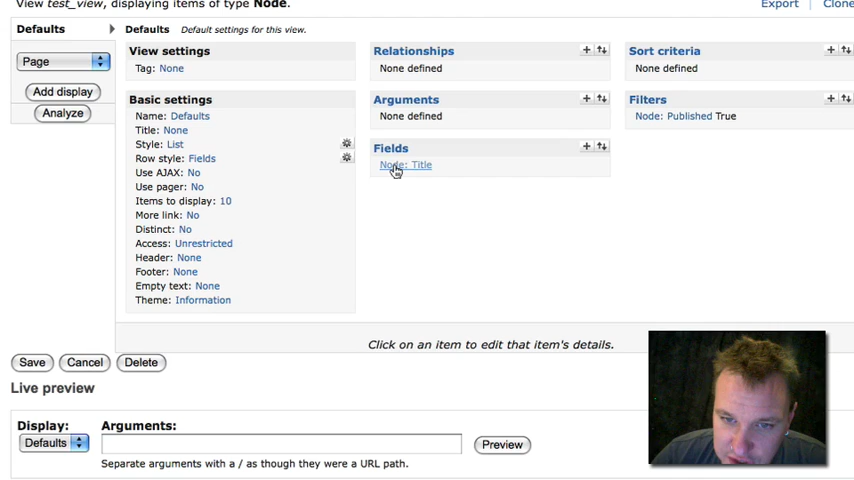 View test_view, displaying items of type Node.
Export
Clone
Defaults
Defaults Default settings for this view.
Page
Add display
Analyze
View settings
Tag: None
Basic settings
Name: Defaults
Title: None
Style: List
Row style: Fields
Use AJAX: No
Use pager: No
Items to display: 10
More link: No
Distinct: No
Access: Unrestricted
Header: None
Footer: None
Empty text: None
Theme: Information
Relationships
None defined
Arguments
None defined
Fields
Node: Title
Sort criteria
None defined
Filters
Node: Published True
Click on an item to edit that item's details.
Save
Cancel
Delete
Live preview
Display:
Defaults
Arguments:
Preview
Separate arguments with a / as though they were a URL path.